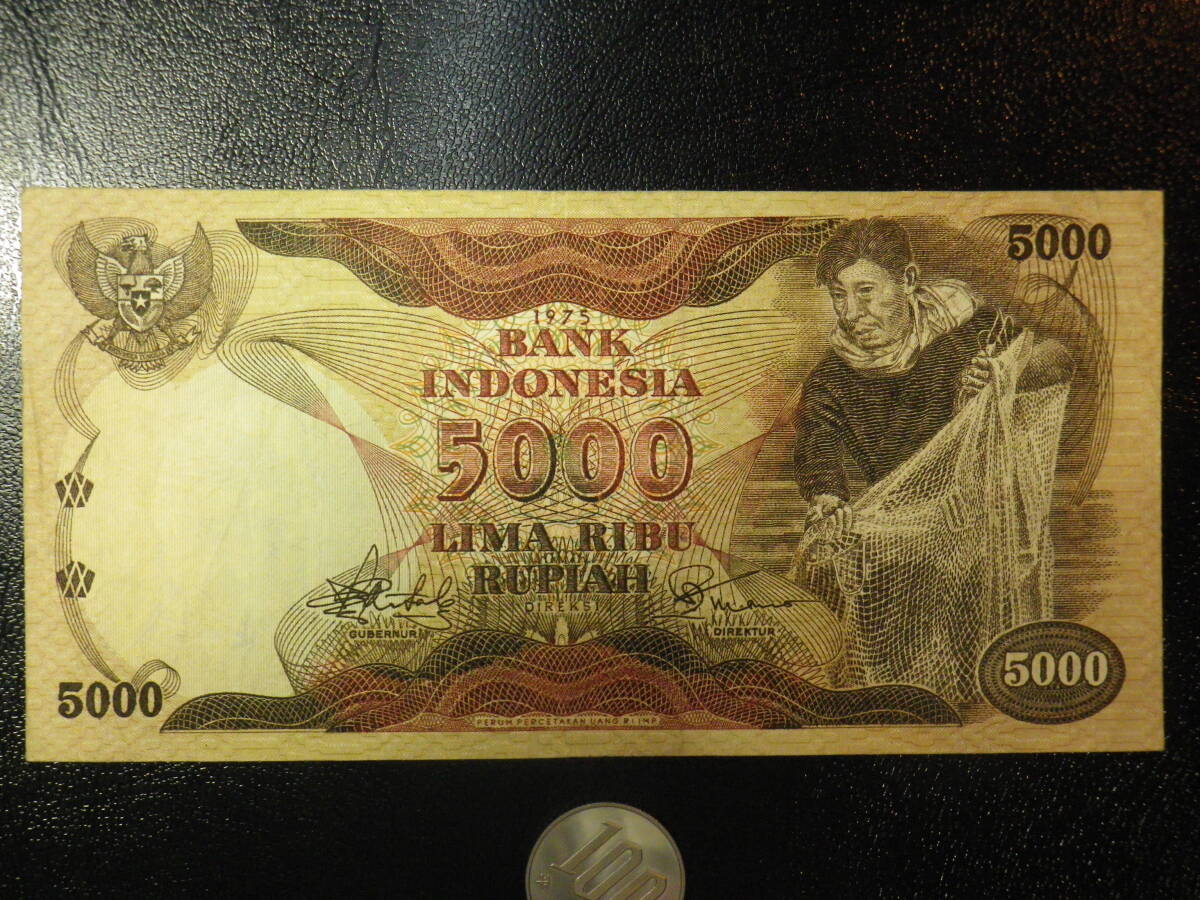 5000
1975
BANK
INDONESIA
5000
LIMA RIBU
RUPIAH
DIREKSI
GUBERNUR
DIREKTUR
5000
5000
PERUM PERCETAKAN UANG R.I. IMP.
100